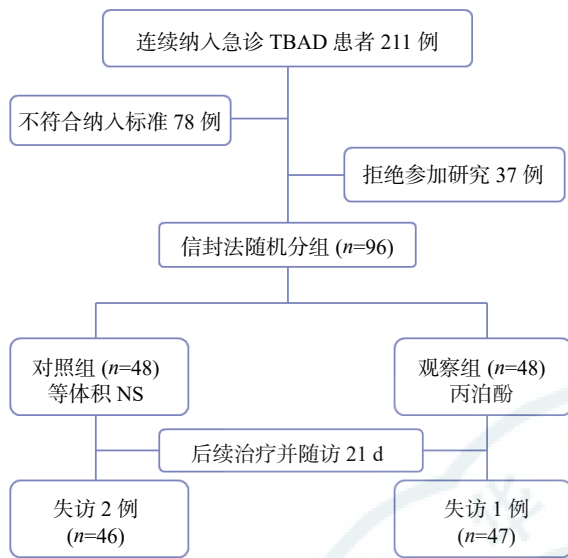 连续纳入急诊 TBAD 患者 211 例
不符合纳入标准 78 例
拒绝参加研究 37 例
信封法随机分组 (n=96)
对照组 (n=48)
等体积 NS
观察组 (n=48)
丙泊酚
后续治疗并随访 21 d
失访 2 例
(n=46)
失访 1 例
(n=47)